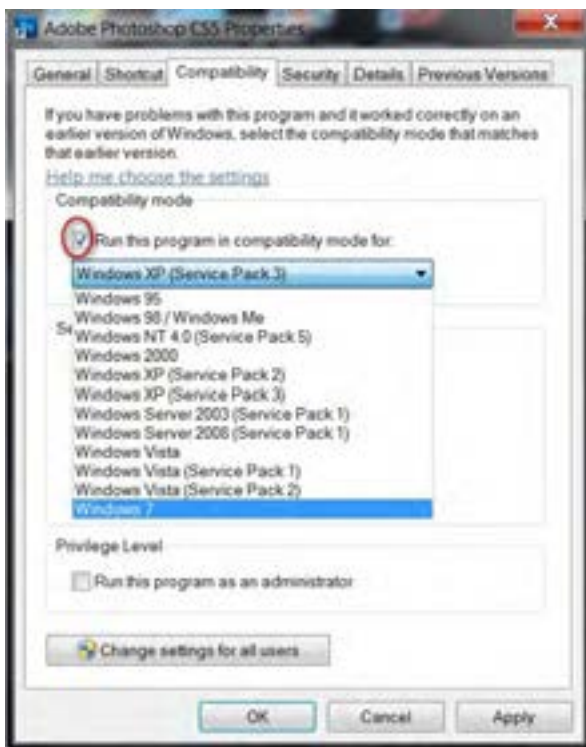 Adobe Photoshop CS5 Properties
General Shortcut Compatibility Security Details Previous Versions
If you have problems with this program and it worked correctly on an
earlier version of Windows, select the compatibility mode that matches
that earlier version.
Help me choose the settings
Compatibility mode
Run this program in compatibility mode for:
Windows XP (Service Pack 3)
Windows 95
Windows 98 / Windows Me
Se
Windows NT 4.0 (Service Pack 5)
Windows 2000
Windows XP (Service Pack 2)
Windows XP (Service Pack 3)
Windows Server 2003 (Service Pack 1)
Windows Server 2008 (Service Pack 1)
Windows Vista
Windows Vista (Service Pack 1)
Windows Vista (Service Pack 2)
Windows 7
Privilege Level
Run this program as an administrator
Change settings for all users
OK Cancel Apply